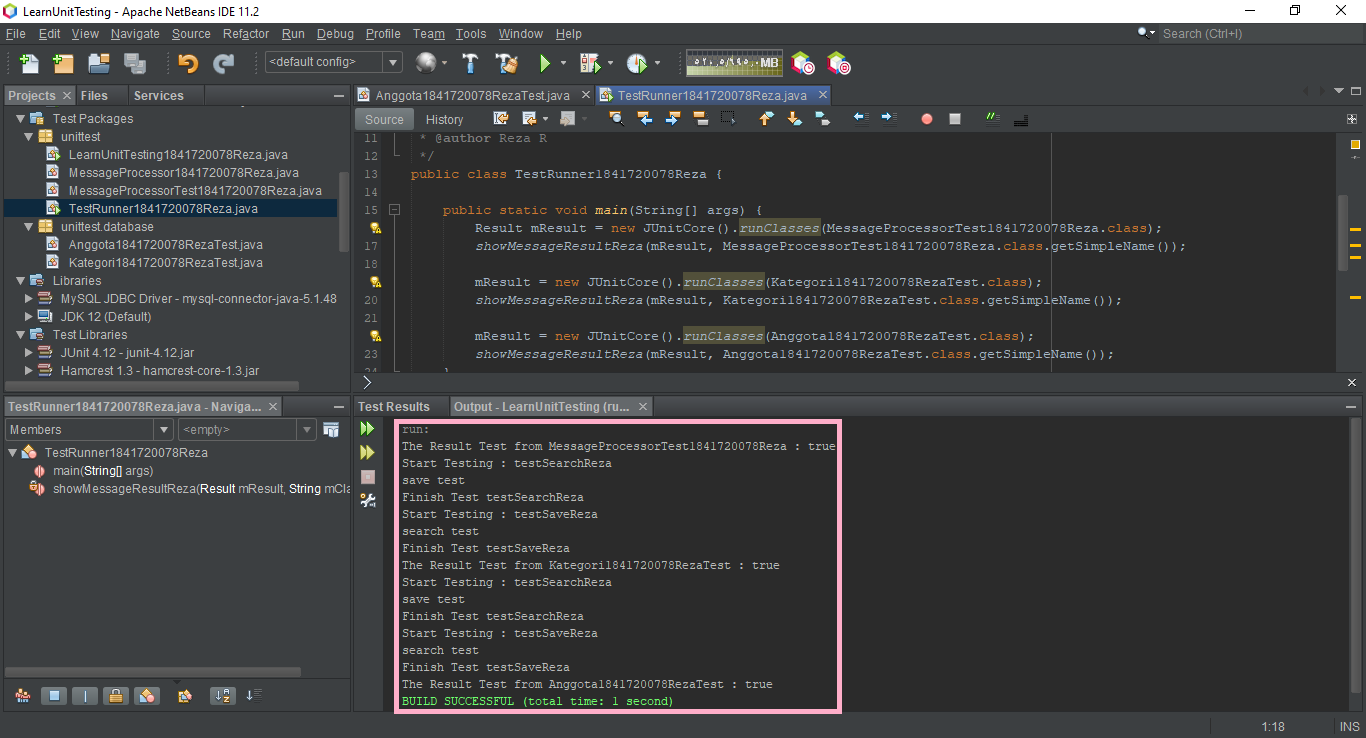 LearnUnitTesting - Apache NetBeans IDE 11.2
File Edit View Navigate Source Refactor Run Debug Profile Team Tools Window Help
Search (Ctrl+I)
<default config>
Projects Files Services
Test Packages
unittest
LearnUnitTesting1841720078Reza.java
MessageProcessor1841720078Reza.java
MessageProcessorTest1841720078Reza.java
TestRunner1841720078Reza.java
unittest.database
Anggota1841720078RezaTest.java
Kategori1841720078RezaTest.java
Libraries
MySQL JDBC Driver - mysql-connector-java-5.1.48
JDK 12 (Default)
Test Libraries
JUnit 4.12 - junit-4.12.jar
Hamcrest 1.3 - hamcrest-core-1.3.jar
Anggota1841720078RezaTest.java TestRunner1841720078Reza.java
Source History
11 * @author Reza R
12 */
13 public class TestRunner1841720078Reza {
14
15 public static void main(String[] args) {
Result mResult = new JUnitCore().runClasses(MessageProcessorTest1841720078Reza.class);
17 showMessageResultReza(mResult, MessageProcessorTest1841720078Reza.class.getSimpleName());
18
mResult = new JUnitCore().runClasses(Kategori1841720078RezaTest.class);
20 showMessageResultReza(mResult, Kategori1841720078RezaTest.class.getSimpleName());
21
mResult = new JUnitCore().runClasses(Anggota1841720078RezaTest.class);
23 showMessageResultReza(mResult, Anggota1841720078RezaTest.class.getSimpleName());
24 }
TestRunner1841720078Reza.java - Naviga...
Members <empty>
TestRunner1841720078Reza
main(String[] args)
showMessageResultReza(Result mResult, String mCla
Test Results Output - LearnUnitTesting (ru...
run:
The Result Test from MessageProcessorTest1841720078Reza : true
Start Testing : testSearchReza
save test
Finish Test testSearchReza
Start Testing : testSaveReza
search test
Finish Test testSaveReza
The Result Test from Kategori1841720078RezaTest : true
Start Testing : testSearchReza
save test
Finish Test testSearchReza
Start Testing : testSaveReza
search test
Finish Test testSaveReza
The Result Test from Anggota1841720078RezaTest : true
BUILD SUCCESSFUL (total time: 1 second)
1:18 INS